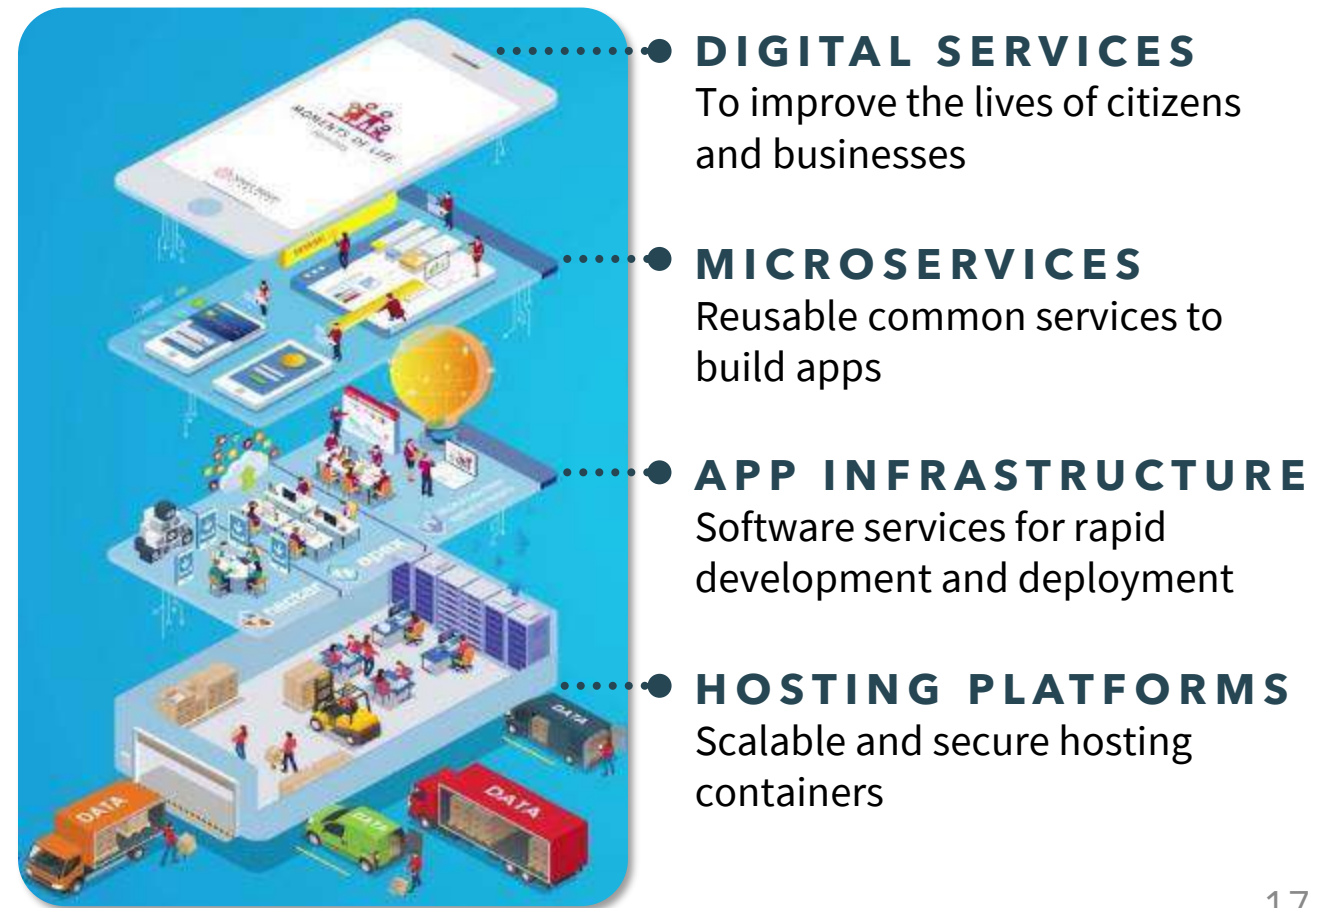 MOMENTS OF LIFE
DIGITAL SERVICES
To improve the lives of citizens
and businesses
MICROSERVICES
Reusable common services to
build apps
APP INFRASTRUCTURE
Software services for rapid
development and deployment
nectar
HOSTING PLATFORMS
Scalable and secure hosting
containers
DATA
DATA
DATA
DATA
17